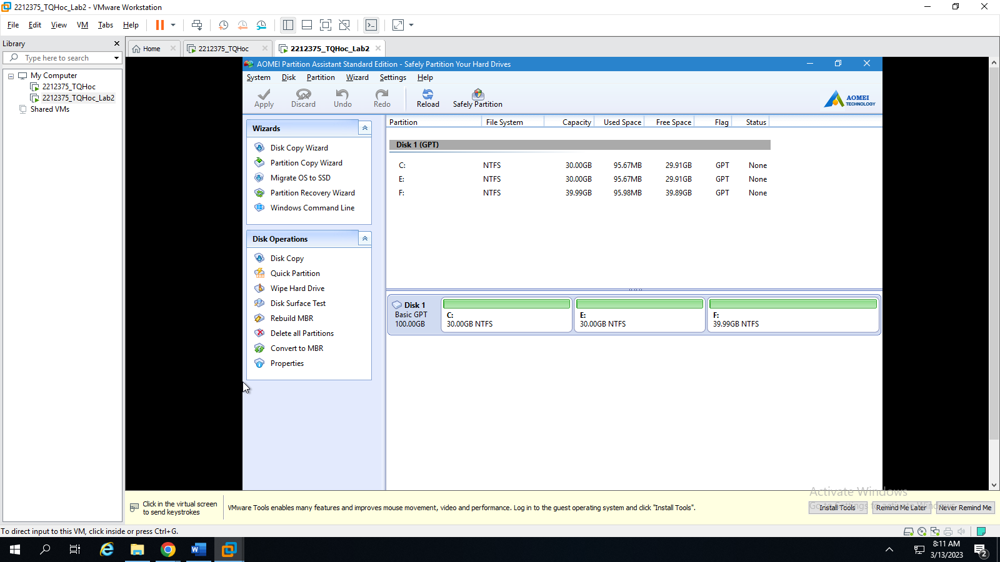 2212375_TQHoc_Lab2 - VMware Workstation
File Edit View VM Tabs Help
Library
Type here to search
My Computer
2212375_TQHoc
2212375_TQHoc_Lab2
Shared VMs
Home 2212375_TQHoc 2212375_TQHoc_Lab2
AOMEI Partition Assistant Standard Edition - Safely Partition Your Hard Drives
System Disk Partition Wizard Settings Help
Apply Discard Undo Redo Reload Safely Partition
AOMEI
TECHNOLOGY
Wizards
Disk Copy Wizard
Partition Copy Wizard
Migrate OS to SSD
Partition Recovery Wizard
Windows Command Line
Disk Operations
Disk Copy
Quick Partition
Wipe Hard Drive
Disk Surface Test
Rebuild MBR
Delete all Partitions
Convert to MBR
Properties
Partition File System Capacity Used Space Free Space Flag Status
Disk 1 (GPT)
C: NTFS 30.00GB 95.67MB 29.91GB GPT None
E: NTFS 30.00GB 95.67MB 29.91GB GPT None
F: NTFS 39.99GB 95.98MB 39.89GB GPT None
Disk 1
Basic GPT
100.00GB
C:
30.00GB NTFS
E:
30.00GB NTFS
F:
39.99GB NTFS
Activate Windows
Go to Settings to activate Windows.
Click in the virtual screen
to send keystrokes
VMware Tools enables many features and improves mouse movement, video and performance. Log in to the guest operating system and click "Install Tools".
Install Tools Remind Me Later Never Remind Me
To direct input to this VM, click inside or press Ctrl+G.
8:11 AM
3/13/2023
2